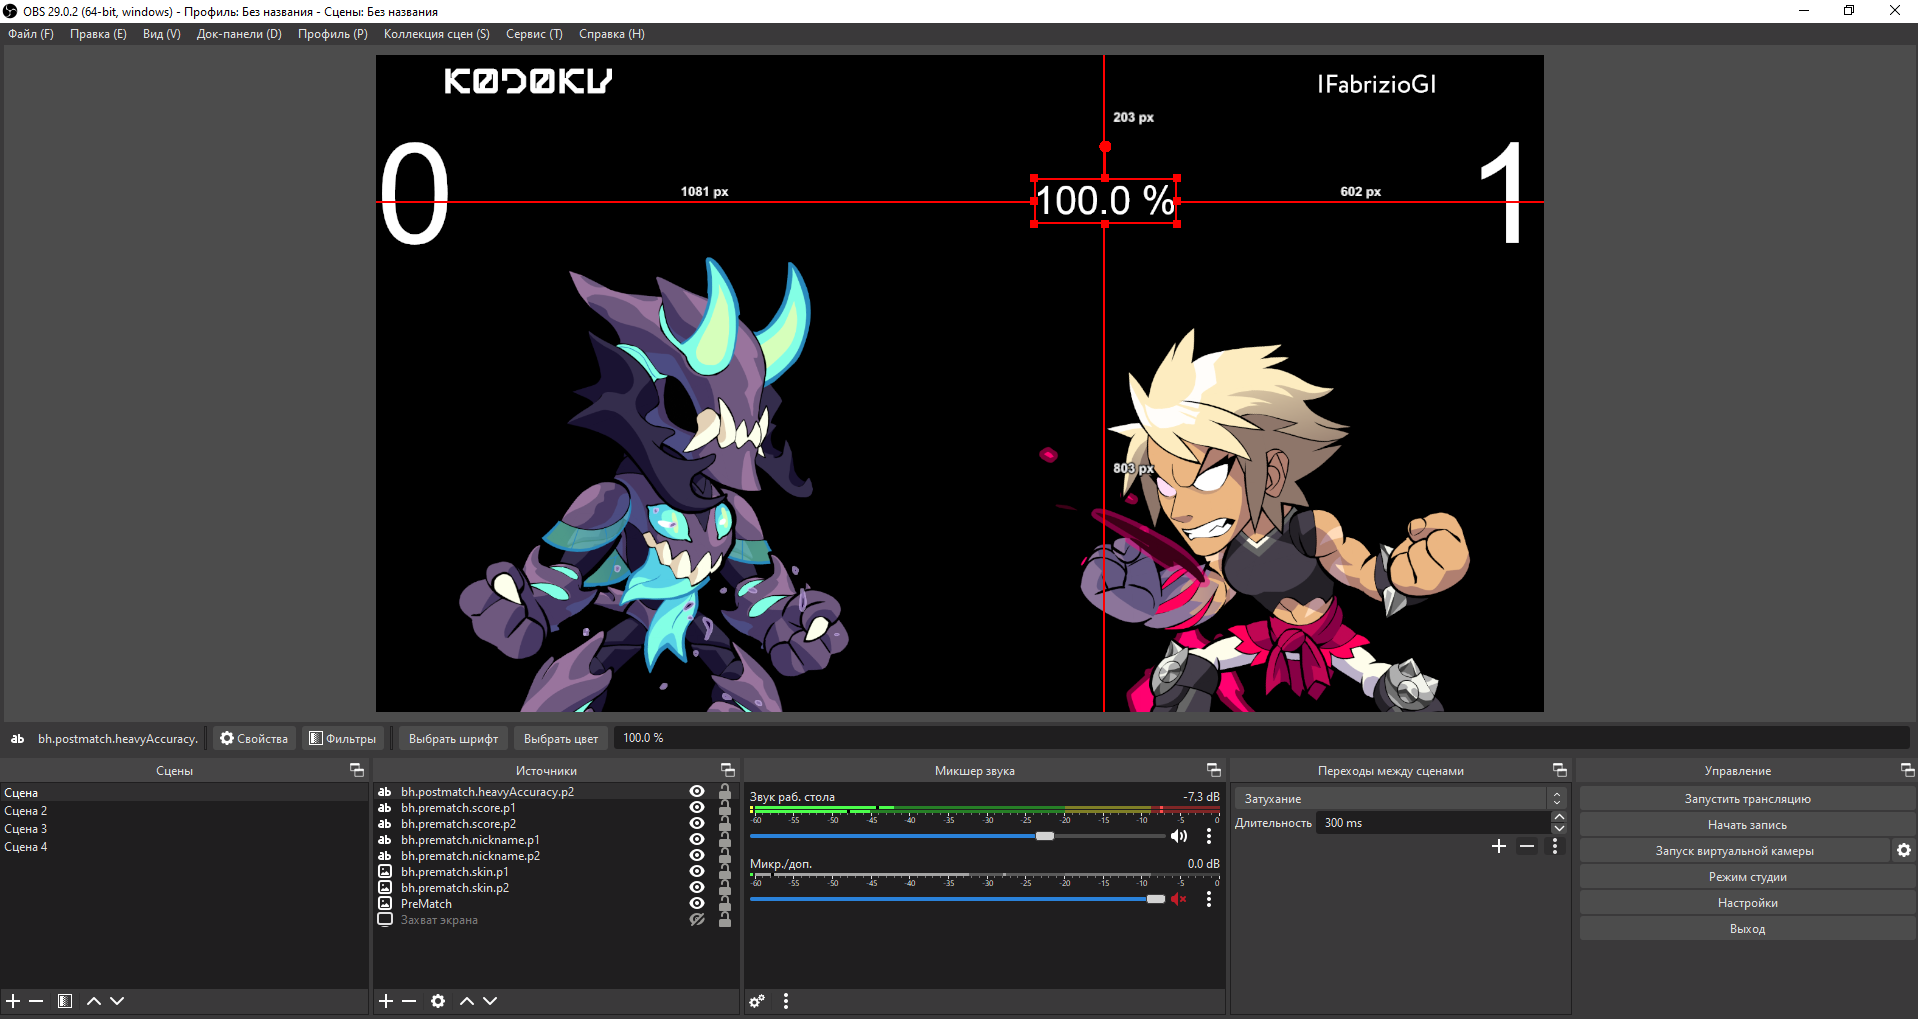 OBS 29.0.2 (64-bit, windows) - Профиль: Без названия - Сцены: Без названия
Файл (F) Правка (E) Вид (V) Док-панели (D) Профиль (P) Коллекция сцен (S) Сервис (T) Справка (H)
KODOKU
IFabrizioGI
203 px
0
1
1081 px
100.0 %
602 px
803 px
ab bh.postmatch.heavyAccuracy. Свойства Фильтры Выбрать шрифт Выбрать цвет 100.0 %
Сцены
Сцена
Сцена 2
Сцена 3
Сцена 4
Источники
ab bh.postmatch.heavyAccuracy.p2
ab bh.prematch.score.p1
ab bh.prematch.score.p2
ab bh.prematch.nickname.p1
ab bh.prematch.nickname.p2
bh.prematch.skin.p1
bh.prematch.skin.p2
PreMatch
Захват экрана
Микшер звука
Звук раб. стола -7.3 dB
-60 -55 -50 -45 -40 -35 -30 -25 -20 -15 -10 -5 0
Микр./доп. 0.0 dB
-60 -55 -50 -45 -40 -35 -30 -25 -20 -15 -10 -5 0
Переходы между сценами
Затухание
Длительность 300 ms
Управление
Запустить трансляцию
Начать запись
Запуск виртуальной камеры
Режим студии
Настройки
Выход